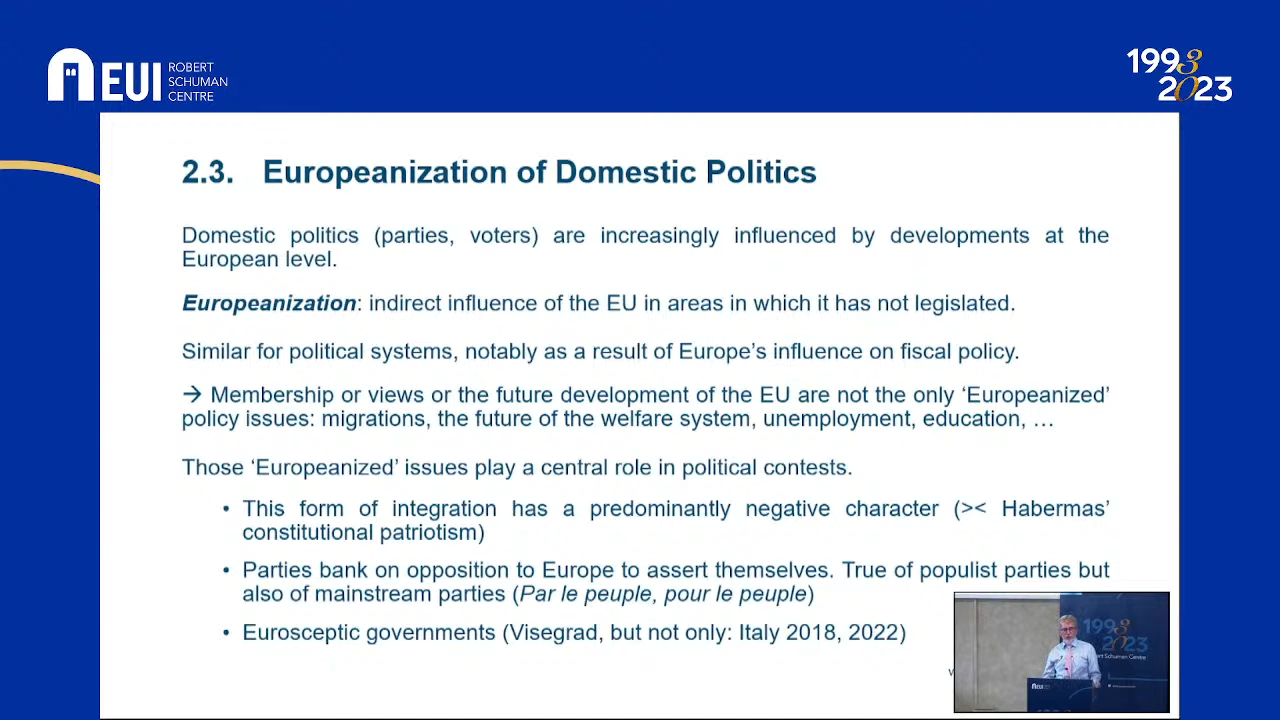 EUI
ROBERT
SCHUMAN
CENTRE
1993
2023
2.3. Europeanization of Domestic Politics
Domestic politics (parties, voters) are increasingly influenced by developments at the
European level.
Europeanization: indirect influence of the EU in areas in which it has not legislated.
Similar for political systems, notably as a result of Europe’s influence on fiscal policy.
→ Membership or views or the future development of the EU are not the only ‘Europeanized’
policy issues: migrations, the future of the welfare system, unemployment, education, …
Those ‘Europeanized’ issues play a central role in political contests.
• This form of integration has a predominantly negative character (>< Habermas’
constitutional patriotism)
• Parties bank on opposition to Europe to assert themselves. True of populist parties but
also of mainstream parties (Par le peuple, pour le peuple)
• Eurosceptic governments (Visegrad, but not only: Italy 2018, 2022)
1993
2023
Schuman Centre
EUI